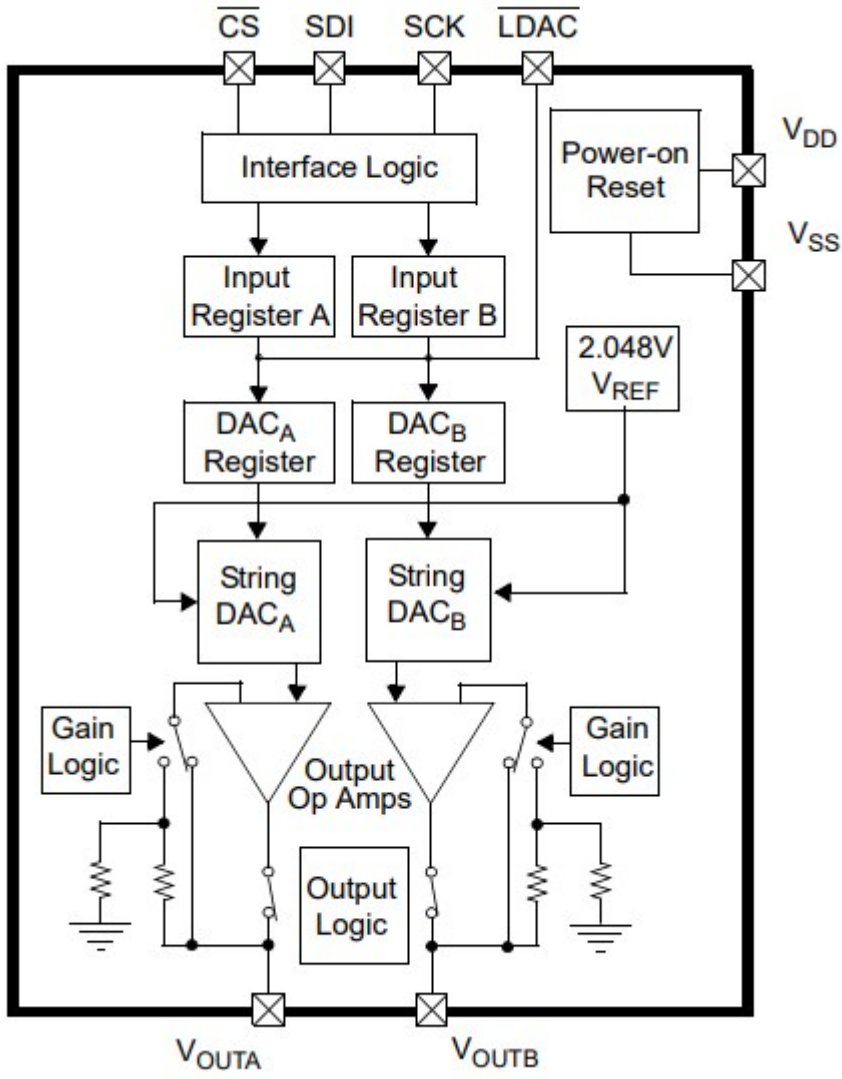 CS SDI SCK LDAC
VDD
Interface Logic
Power-on
Reset
VSS
Input
Register A
Input
Register B
2.048V
VREF
DACA
Register
DACB
Register
String
DACA
String
DACB
Gain
Logic
Output
Op Amps
Gain
Logic
Output
Logic
VOUTA
VOUTB